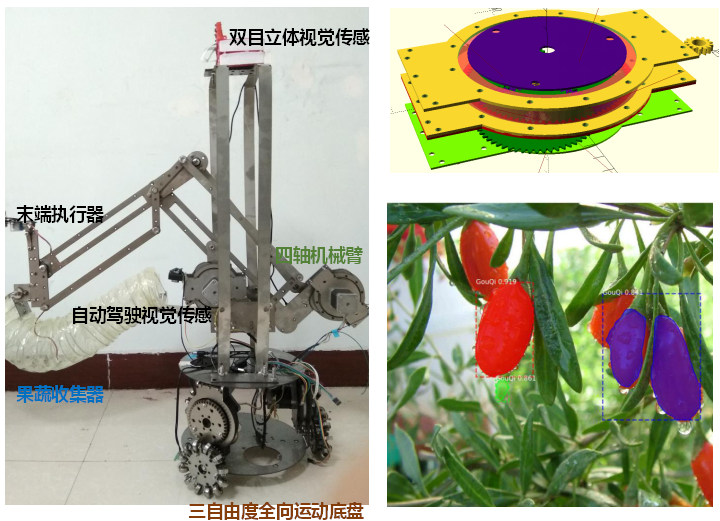 双目立体视觉传感
末端执行器
四轴机械臂
自动驾驶视觉传感
果蔬收集器
三自由度全向运动底盘
GouQi 0.919
GouQi 0.841
GouQi 0.861